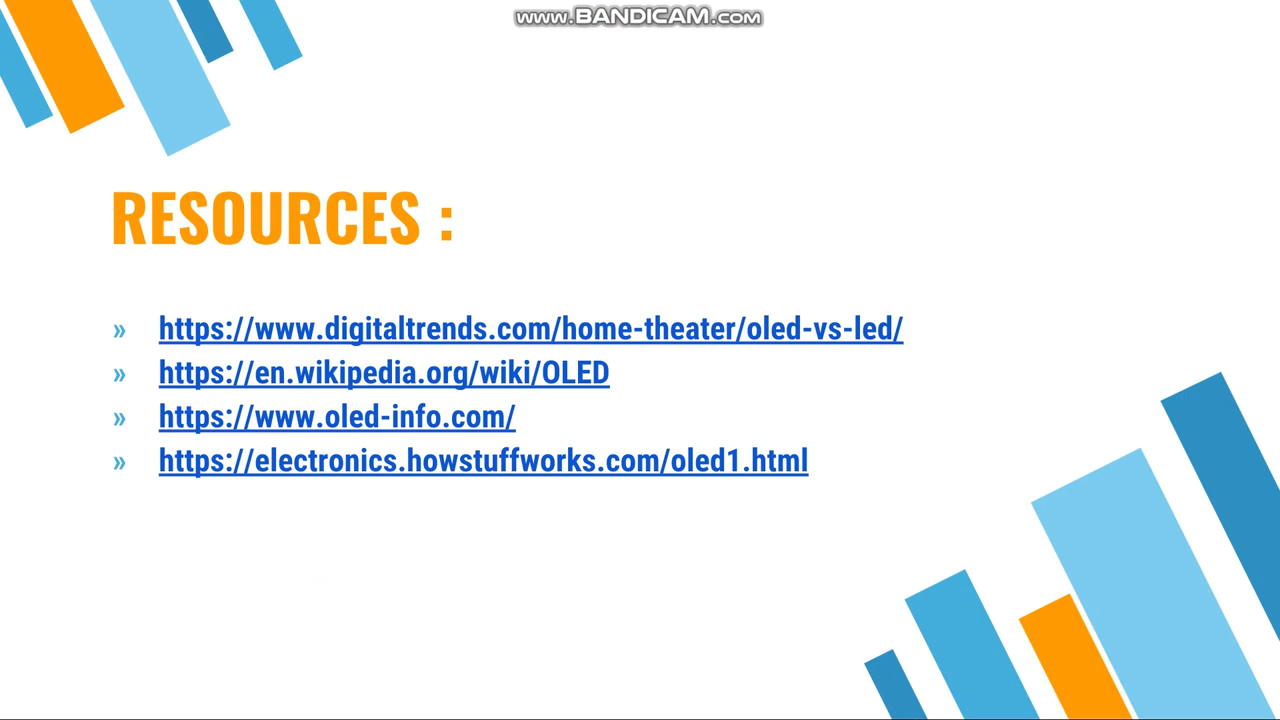 www.BANDICAM.com
RESOURCES :
» https://www.digitaltrends.com/home-theater/oled-vs-led/
» https://en.wikipedia.org/wiki/OLED
» https://www.oled-info.com/
» https://electronics.howstuffworks.com/oled1.html